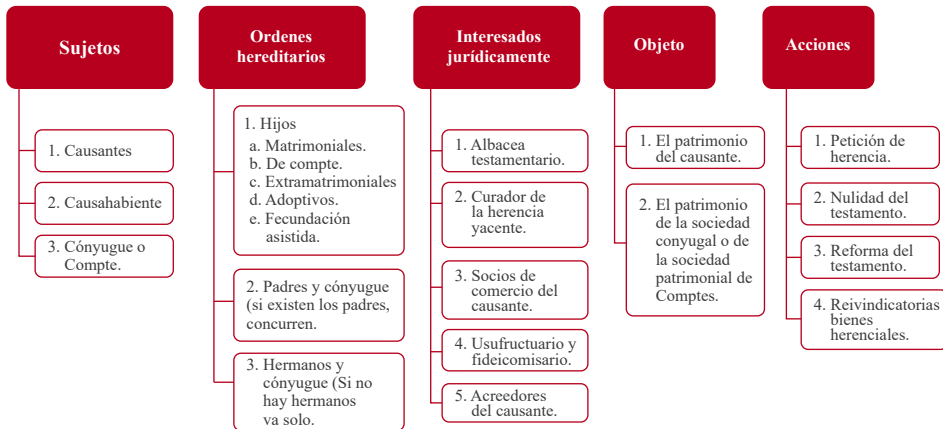 Sujetos
1. Causantes
2. Causahabiente
3. Cónyugue o
Compte.
Ordenes
hereditarios
1. Hijos
a. Matrimoniales.
b. De compte.
c. Extramatrimoniales
d. Adoptivos.
e. Fecundación
asistida.
2. Padres y cónyugue
(si existen los padres,
concurren.
3. Hermanos y
cónyugue (Si no
hay hermanos
va solo.
Interesados
jurídicamente
1. Albacea
testamentario.
2. Curador de
la herencia
yacente.
3. Socios de
comercio del
causante.
4. Usufructuario y
fideicomisario.
5. Acreedores
del causante.
Objeto
1. El patrimonio
del causante.
2. El patrimonio
de la sociedad
conyugal o de
la sociedad
patrimonial de
Comptes.
Acciones
1. Petición de
herencia.
2. Nulidad del
testamento.
3. Reforma del
testamento.
4. Reivindicatorias
bienes
herenciales.